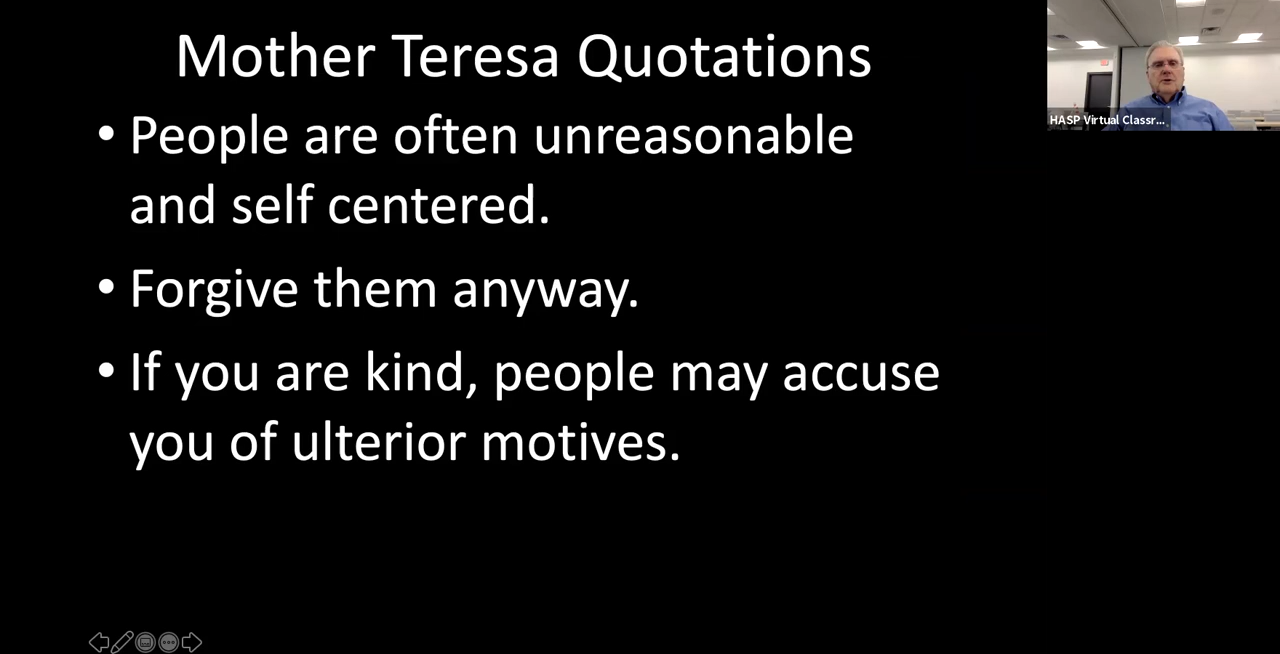 Mother Teresa Quotations
• People are often unreasonable
and self centered.
• Forgive them anyway.
• If you are kind, people may accuse
you of ulterior motives.
HASP Virtual Classr...